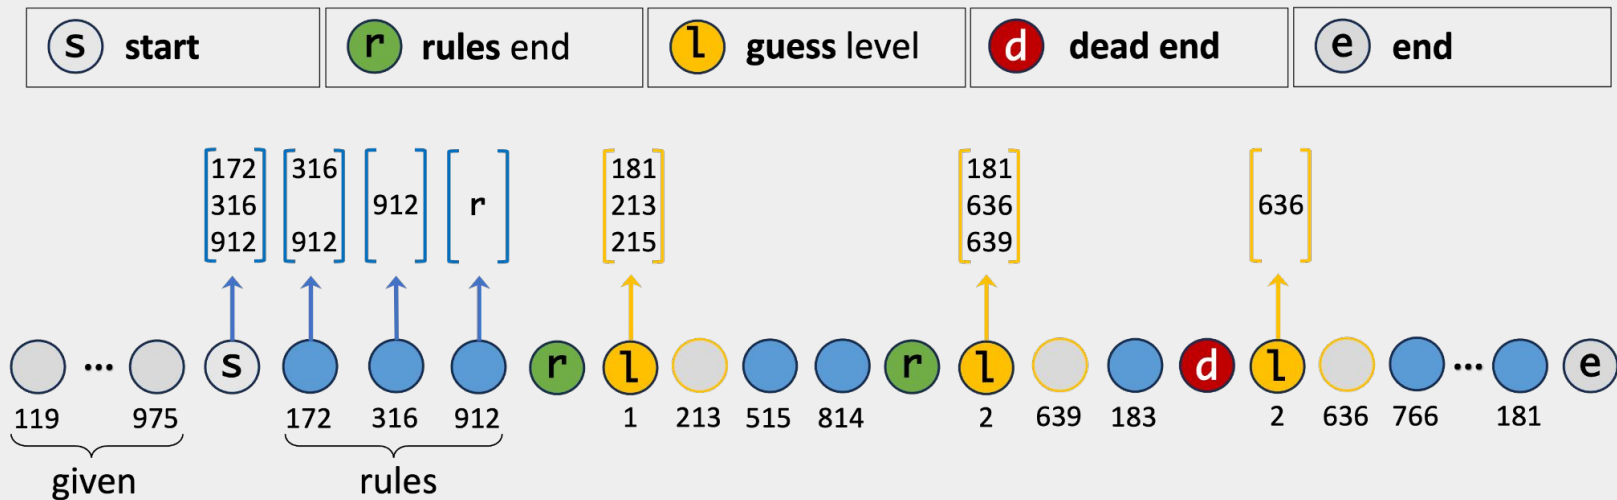 s start r rules end l guess level d dead end e end
172 316 r 181 181 636
316 912 213 636
912 912 215 639
... s r l r l d l ... e
119 975 172 316 912 1 213 515 814 2 639 183 2 636 766 181
given rules